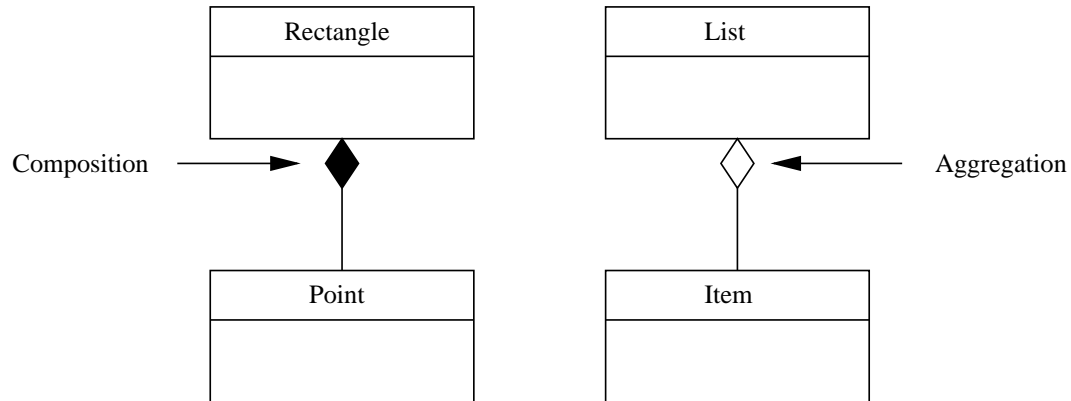 Rectangle
List
Composition
Aggregation
Point
Item